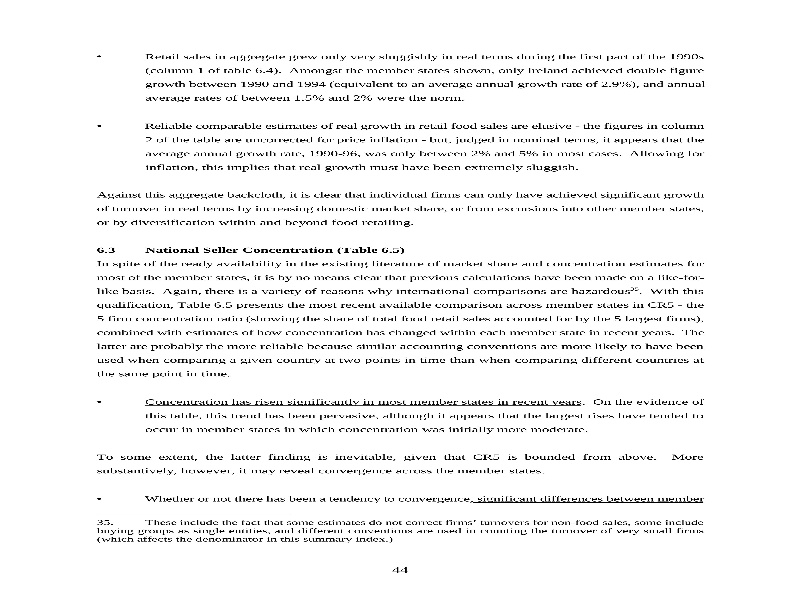 • Retail sales in aggregate grew only very sluggishly in real terms during the first part of the 1990s
(column 1 of table 6.4). Amongst the member states shown, only Ireland achieved double figure
growth between 1990 and 1994 (equivalent to an average annual growth rate of 2.9%), and annual
average rates of between 1.5% and 2% were the norm.
• Reliable comparable estimates of real growth in retail food sales are elusive - the figures in column
2 of the table are uncorrected for price inflation - but, judged in nominal terms, it appears that the
average annual growth rate, 1990-96, was only between 2% and 5% in most cases. Allowing for
inflation, this implies that real growth must have been extremely sluggish.
Against this aggregate backcloth, it is clear that individual firms can only have achieved significant growth
of turnover in real terms by increasing domestic market share, or from excursions into other member states,
or by diversification within and beyond food retailing.
6.3 National Seller Concentration (Table 6.5)
In spite of the ready availability in the existing literature of market share and concentration estimates for
most of the member states, it is by no means clear that previous calculations have been made on a like-for-
like basis. Again, there is a variety of reasons why international comparisons are hazardous35. With this
qualification, Table 6.5 presents the most recent available comparison across member states in CR5 - the
5 firm concentration ratio (showing the share of total food retail sales accounted for by the 5 largest firms),
combined with estimates of how concentration has changed within each member state in recent years. The
latter are probably the more reliable because similar accounting conventions are more likely to have been
used when comparing a given country at two points in time than when comparing different countries at
the same point in time.
• Concentration has risen significantly in most member states in recent years. On the evidence of
this table, this trend has been pervasive, although it appears that the largest rises have tended to
occur in member states in which concentration was initially more moderate.
To some extent, the latter finding is inevitable, given that CR5 is bounded from above. More
substantively, however, it may reveal convergence across the member states.
• Whether or not there has been a tendency to convergence, significant differences between member
35. These include the fact that some estimates do not correct firms' turnovers for non-food sales, some include
buying groups as single entities, and different conventions are used in counting the turnover of very small firms
(which affects the denominator in this summary index.)
44